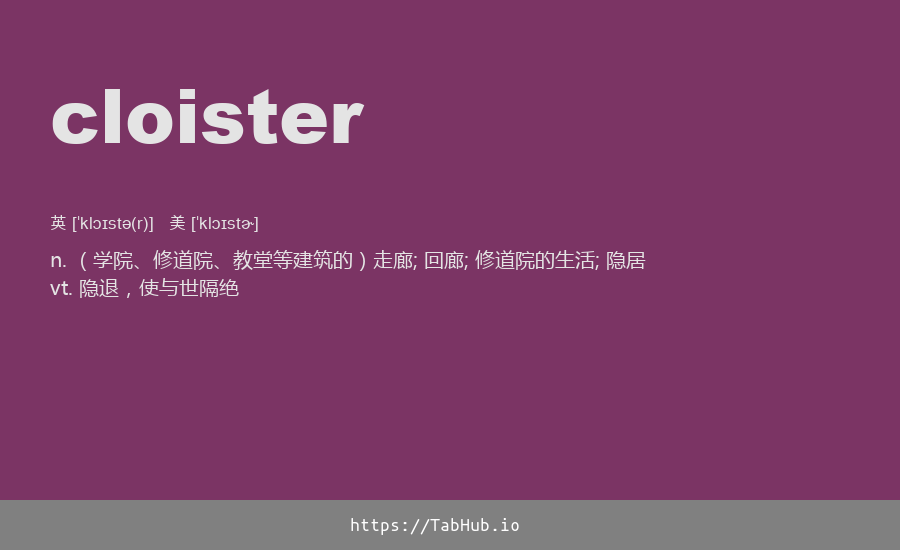 cloister
英 [ˈklɔɪstə(r)] 美 [ˈklɔɪstɚ]
n. （学院、修道院、教堂等建筑的）走廊; 回廊; 修道院的生活; 隐居
vt. 隐退，使与世隔绝
https://TabHub.io